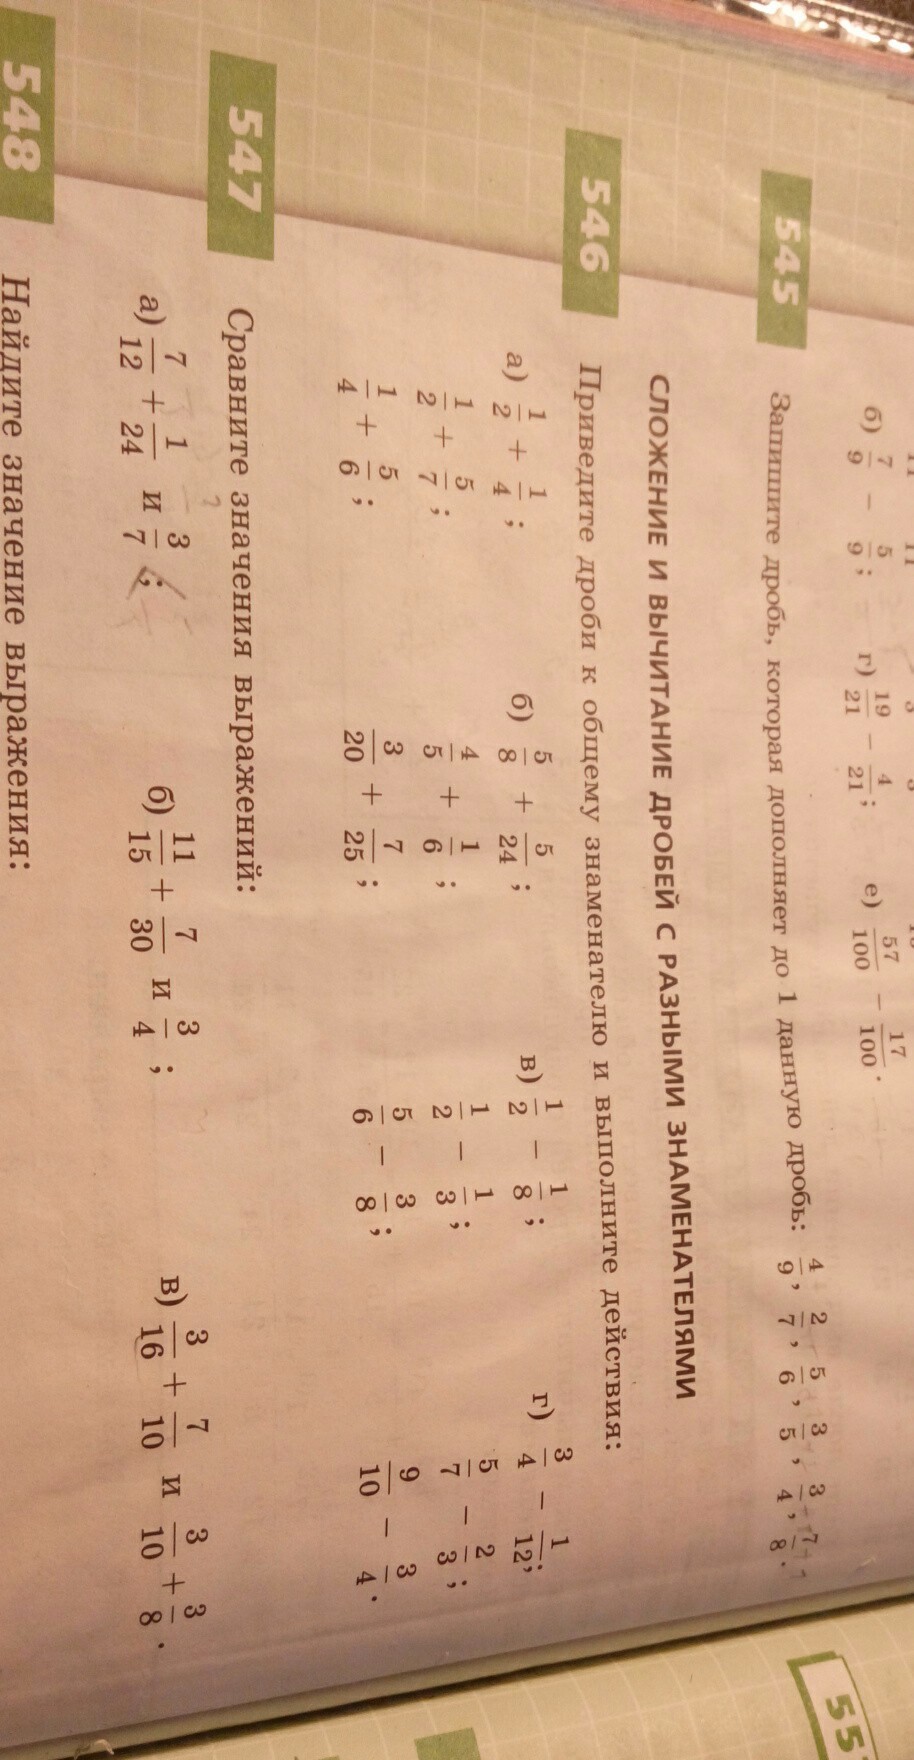 б) 7/9 − 5/9; г) 19/21 − 4/21; е) 57/100 − 17/100.
545 Запишите дробь, которая дополняет до 1 данную дробь: 4/9, 2/7, 5/6, 3/5, 3/4, 7/8.
СЛОЖЕНИЕ И ВЫЧИТАНИЕ ДРОБЕЙ С РАЗНЫМИ ЗНАМЕНАТЕЛЯМИ
546 Приведите дроби к общему знаменателю и выполните действия:
а) 1/2 + 1/4; б) 5/8 + 5/24; в) 1/2 − 1/8; г) 3/4 − 1/12;
1/2 + 5/7; 4/5 + 1/6; 1/2 − 1/3; 5/7 − 2/3;
1/4 + 5/6; 3/20 + 7/25; 5/6 − 3/8; 9/10 − 3/4.
547 Сравните значения выражений:
а) 7/12 + 1/24 и 3/7; б) 11/15 + 7/30 и 3/4; в) 3/16 + 7/10 и 3/10 + 3/8.
548 Найдите значение выражения: